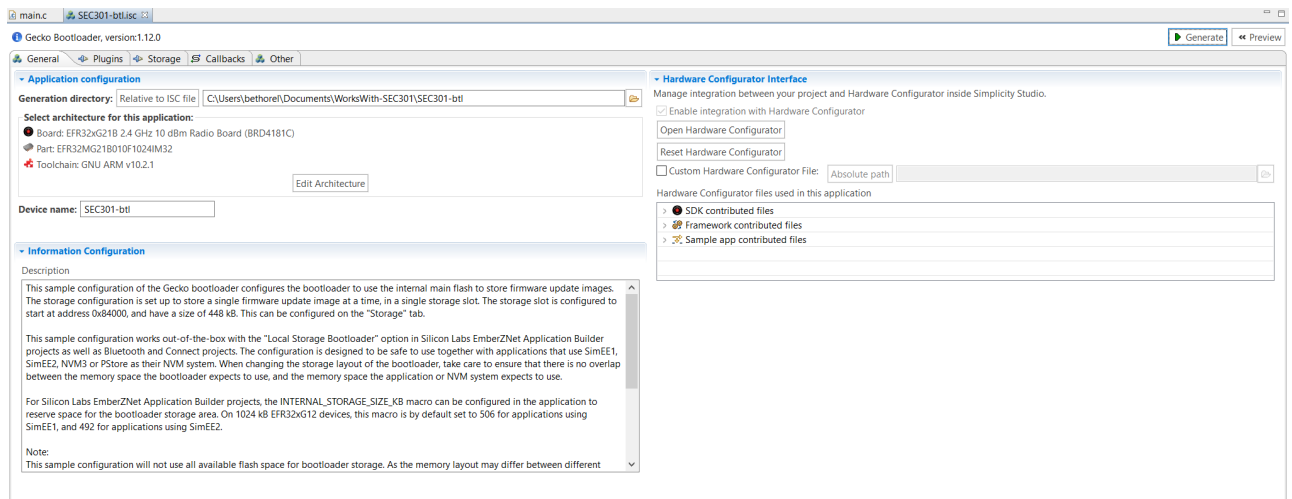 main.c SEC301-btl.isc
Gecko Bootloader, version:1.12.0 Generate Preview
General Plugins Storage Callbacks Other
Application configuration
Generation directory: Relative to ISC file C:\Users\bethorel\Documents\WorksWith-SEC301\SEC301-btl
Select architecture for this application:
Board: EFR32xG21B 2.4 GHz 10 dBm Radio Board (BRD4181C)
Part: EFR32MG21B010F1024IM32
Toolchain: GNU ARM v10.2.1
Edit Architecture
Device name: SEC301-btl
Information Configuration
Description
This sample configuration of the Gecko bootloader configures the bootloader to use the internal main flash to store firmware update images.
The storage configuration is set up to store a single firmware update image at a time, in a single storage slot. The storage slot is configured to
start at address 0x84000, and have a size of 448 kB. This can be configured on the "Storage" tab.
This sample configuration works out-of-the-box with the "Local Storage Bootloader" option in Silicon Labs EmberZNet Application Builder
projects as well as Bluetooth and Connect projects. The configuration is designed to be safe to use together with applications that use SimEE1,
SimEE2, NVM3 or PStore as their NVM system. When changing the storage layout of the bootloader, take care to ensure that there is no overlap
between the memory space the bootloader expects to use, and the memory space the application or NVM system expects to use.
For Silicon Labs EmberZNet Application Builder projects, the INTERNAL_STORAGE_SIZE_KB macro can be configured in the application to
reserve space for the bootloader storage area. On 1024 kB EFR32xG12 devices, this macro is by default set to 506 for applications using
SimEE1, and 492 for applications using SimEE2.
Note:
This sample configuration will not use all available flash space for bootloader storage. As the memory layout may differ between different
Hardware Configurator Interface
Manage integration between your project and Hardware Configurator inside Simplicity Studio.
Enable integration with Hardware Configurator
Open Hardware Configurator
Reset Hardware Configurator
Custom Hardware Configurator File: Absolute path
Hardware Configurator files used in this application
SDK contributed files
Framework contributed files
Sample app contributed files